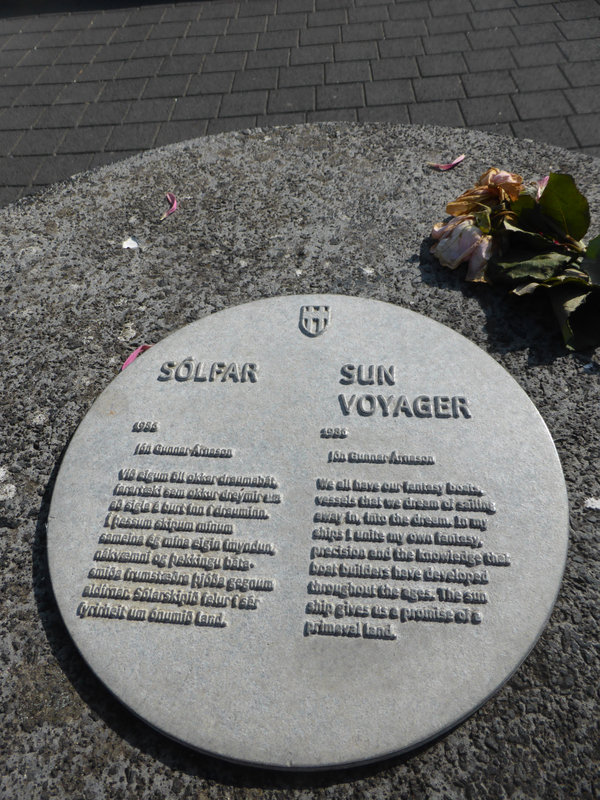 SÓLFAR
1986
Jón Gunnar Árnason
Við eigum öll okkar draumabát,
farartæki sem okkur dreymir um
að sigla á burt inn í drauminn.
Í þessum skipum mínum
sameina ég mína eigin ímyndun,
nákvæmni og þekkingu báta-
smiða frumstæðra þjóða gegnum
aldirnar. Sólarskipið felur í sér
fyrirheit um ónumið land.
SUN
VOYAGER
1986
Jón Gunnar Árnason
We all have our fantasy boats,
vessels that we dream of sailing
away in, into the dream. In my
ships I unite my own fantasy,
precision and the knowledge that
boat builders have developed
throughout the ages. The sun
ship gives us a promise of a
primeval land.